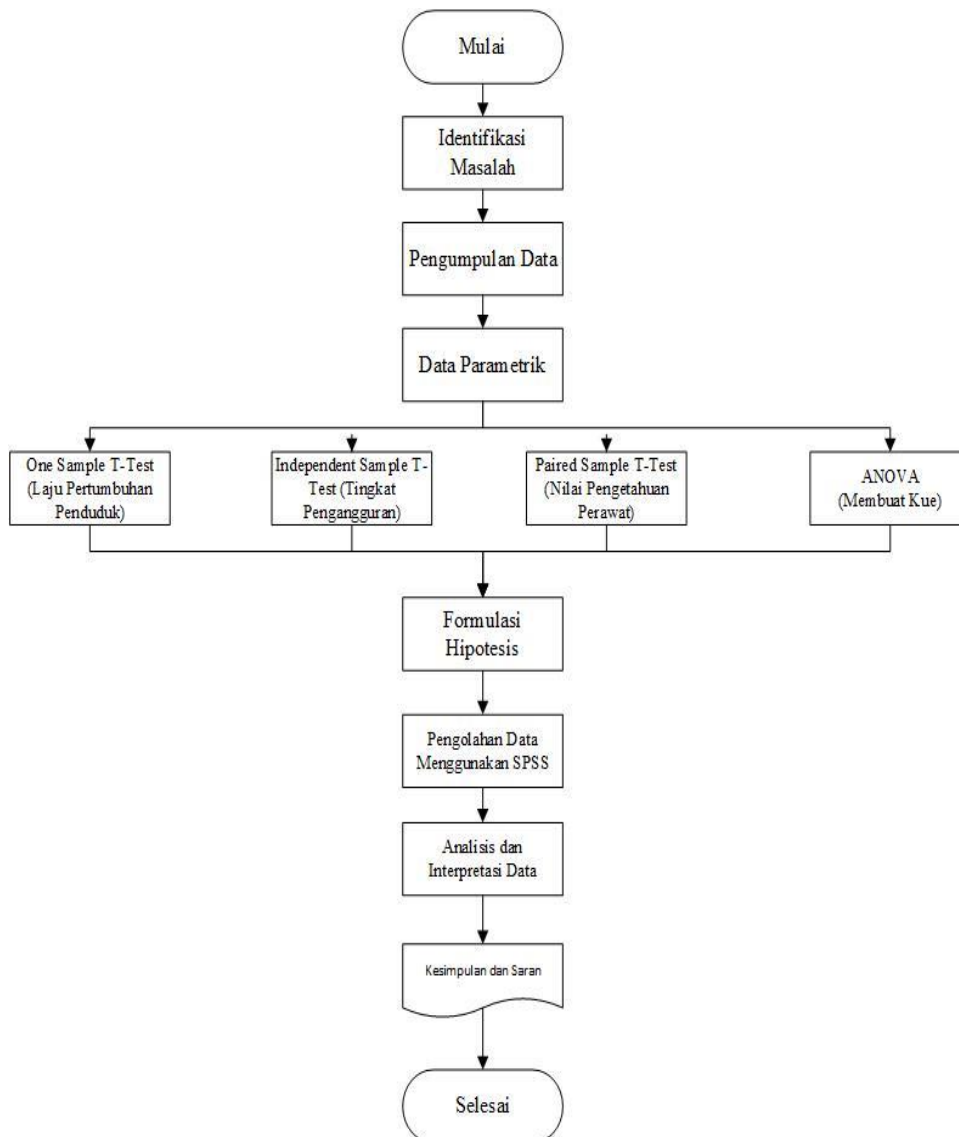 Mulai
Identifikasi
Masalah
Pengumpulan Data
Data Parametrik
One Sample T-Test
(Laju Pertumbuhan
Penduduk)
Independent Sample T-
Test (Tingkat
Pengangguran)
Paired Sample T-Test
(Nilai Pengetahuan
Perawat)
ANOVA
(Membuat Kue)
Formulasi
Hipotesis
Pengolahan Data
Menggunakan SPSS
Analisis dan
Interpretasi Data
Kesimpulan dan Saran
Selesai